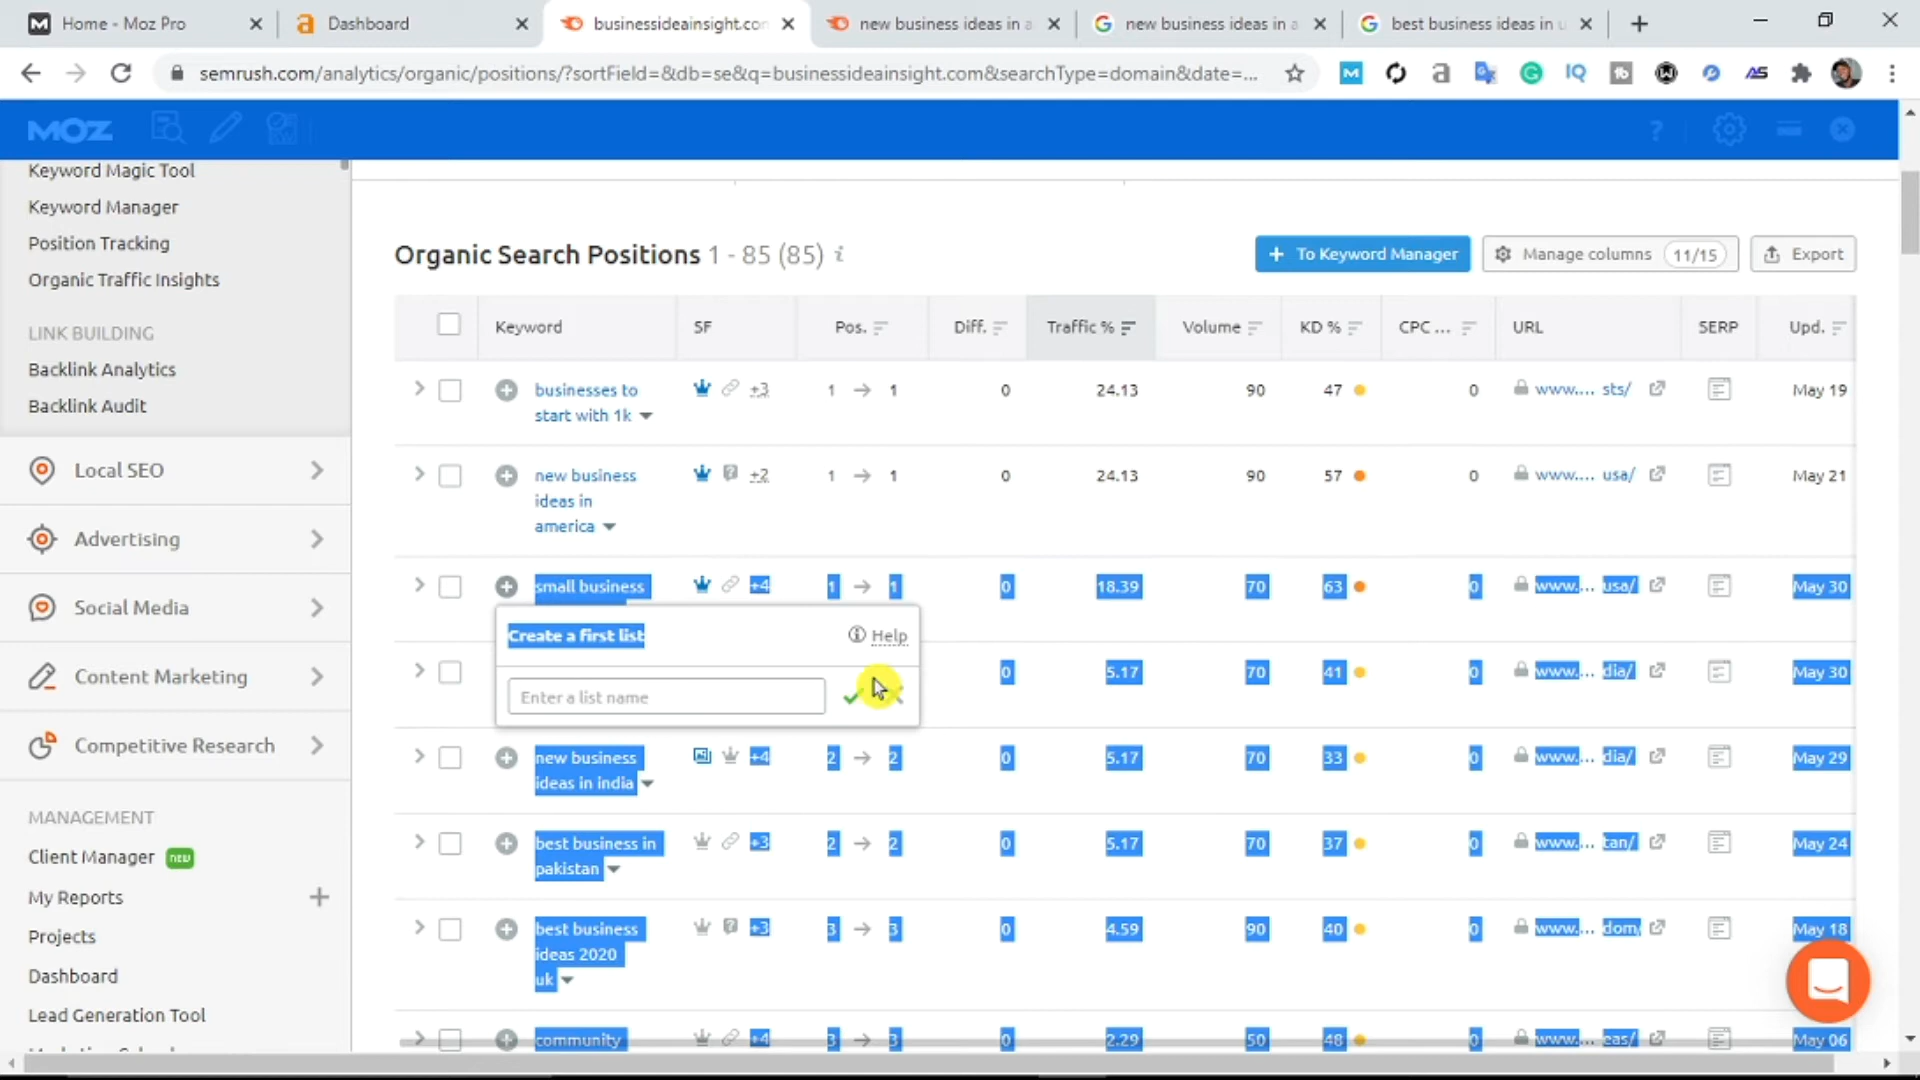 Home - Moz Pro
Dashboard
businessideainsight.com
new business ideas in a
new business ideas in a
best business ideas in u
semrush.com/analytics/organic/positions/?sortField=&db=se&q=businessideainsight.com&searchType=domain&date=...
MOZ
Keyword Magic Tool
Keyword Manager
Position Tracking
Organic Traffic Insights
LINK BUILDING
Backlink Analytics
Backlink Audit
Local SEO
Advertising
Social Media
Content Marketing
Competitive Research
MANAGEMENT
Client Manager NEW
My Reports
Projects
Dashboard
Lead Generation Tool
Organic Search Positions 1 - 85 (85)
+ To Keyword Manager
Manage columns 11/15
Export
Keyword SF Pos. Diff. Traffic % Volume KD % CPC ... URL SERP Upd.
businesses to +3 1 → 1 0 24.13 90 47 0 www.... sts/ May 19
start with 1k
new business +2 1 → 1 0 24.13 90 57 0 www.... usa/ May 21
ideas in
america
small business +4 1 → 1 0 18.39 70 63 0 www.... usa/ May 30
Create a first list Help
0 5.17 70 41 0 www.... dia/ May 30
Enter a list name
new business +4 2 → 2 0 5.17 70 33 0 www.... dia/ May 29
ideas in india
best business in +3 2 → 2 0 5.17 70 37 0 www.... tan/ May 24
pakistan
best business +3 3 → 3 0 4.59 90 40 0 www.... dom/ May 18
ideas 2020
uk
community +4 3 → 3 0 2.29 50 48 0 www.... eas/ May 06